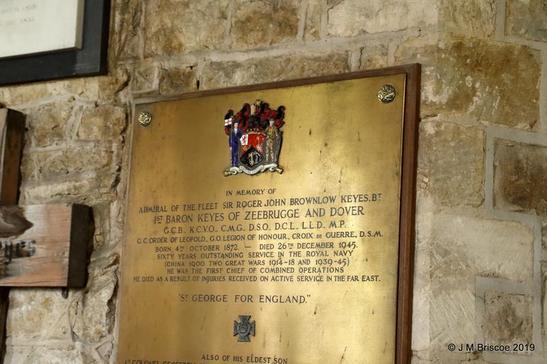 IN MEMORY OF
ADMIRAL OF THE FLEET SIR ROGER JOHN BROWNLOW KEYES, BT
1ST BARON KEYES OF ZEEBRUGGE AND DOVER
G.C.B. K.C.V.O. C.M.G. D.S.O. D.C.L. LL.D. M.P.
G.C. ORDER OF LEOPOLD, G.O. LEGION OF HONOUR, CROIX DE GUERRE, D.S.M.
BORN 4TH OCTOBER 1872. — DIED 26TH DECEMBER 1945.
SIXTY YEARS OUTSTANDING SERVICE IN THE ROYAL NAVY
(CHINA 1900, TWO GREAT WARS 1914-18 AND 1939-45)
HE WAS THE FIRST CHIEF OF COMBINED OPERATIONS
HE DIED AS A RESULT OF INJURIES RECEIVED ON ACTIVE SERVICE IN THE FAR EAST.
"ST GEORGE FOR ENGLAND."
ALSO OF HIS ELDEST SON
© J M Briscoe 2019